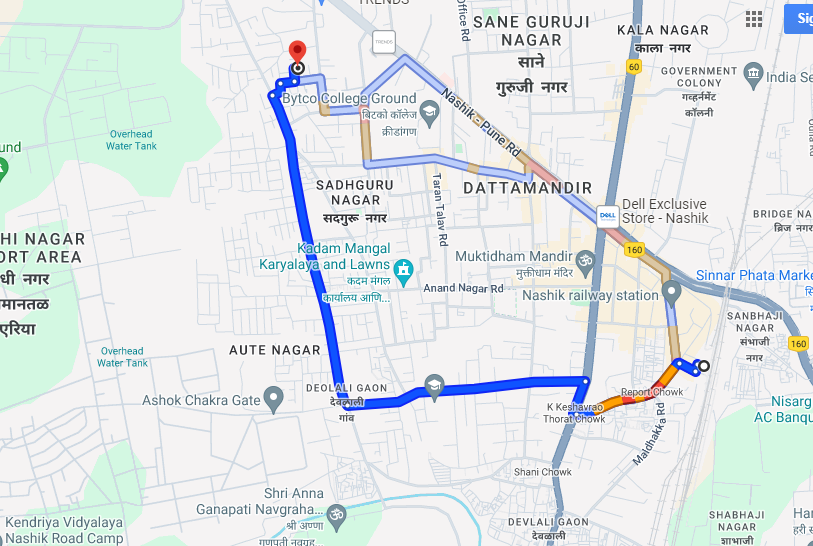 TRENDS
Office Rd
SANE GURUJI
NAGAR
साने
गुरुजी नगर
KALA NAGAR
काला नगर
60
GOVERNMENT
COLONY
गव्हर्नमेंट
कॉलनी
India Se
Si
TRENDS
Overhead
Water Tank
Bytco College Ground
बिटको कॉलेज
क्रीडांगण
Nashik - Pune Rd
ound
SADHGURU
NAGAR
सदगुरू नगर
Taran Talav Rd
DATTAMANDIR
DELL
Dell Exclusive
Store - Nashik
BRIDGE NA
ब्रिज नगर
HI NAGAR
ORT AREA
धी नगर
मानतळ
एरिया
Kadam Mangal
Karyalaya and Lawns
कदम मंगल
कार्यालय आणि...
Muktidham Mandir
मुक्तीधाम मंदिर
160
Sinnar Phata Marke
Anand Nagar Rd
Nashik railway station
SANBHAJI
NAGAR
संभाजी
नगर
160
Overhead
Water Tank
AUTE NAGAR
DEOLALI GAON
देवळाली
गांव
Ashok Chakra Gate
Report Chowk
K Keshavrao
Thorat Chowk
Maldhakka Rd
Nisarg
AC Banqu
Shani Chowk
Shri Anna
Ganapati Navgraha...
श्री अण्णा
गणपती नवग्रह...
DEVLALI GAON
देवळाली
SHABHAJI
NAGAR
शाभाजी
Kendriya Vidyalaya
Nashik Road Camp